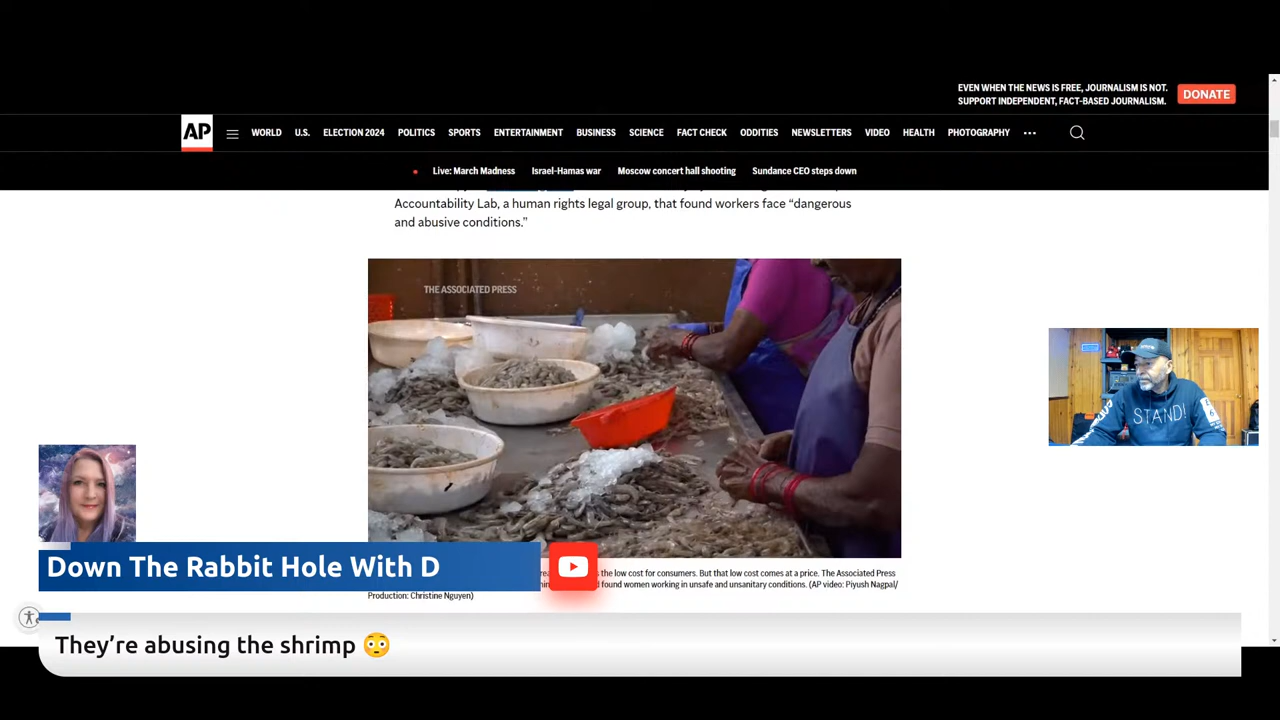 EVEN WHEN THE NEWS IS FREE, JOURNALISM IS NOT.
SUPPORT INDEPENDENT, FACT-BASED JOURNALISM.
DONATE
AP
WORLD U.S. ELECTION 2024 POLITICS SPORTS ENTERTAINMENT BUSINESS SCIENCE FACT CHECK ODDITIES NEWSLETTERS VIDEO HEALTH PHOTOGRAPHY
Live: March Madness Israel-Hamas war Moscow concert hall shooting Sundance CEO steps down
Accountability Lab, a human rights legal group, that found workers face “dangerous
and abusive conditions.”
THE ASSOCIATED PRESS
STAND!
Down The Rabbit Hole With D
the low cost for consumers. But that low cost comes at a price. The Associated Press
found women working in unsafe and unsanitary conditions. (AP video: Piyush Nagpal/
Production: Christine Nguyen)
They’re abusing the shrimp 😳